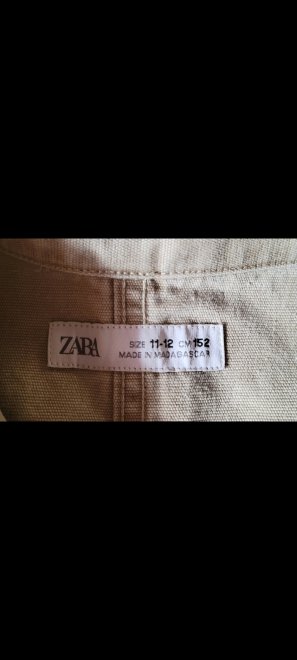 ZARA
SIZE 11-12 CM 152
MADE IN MADAGASCAR